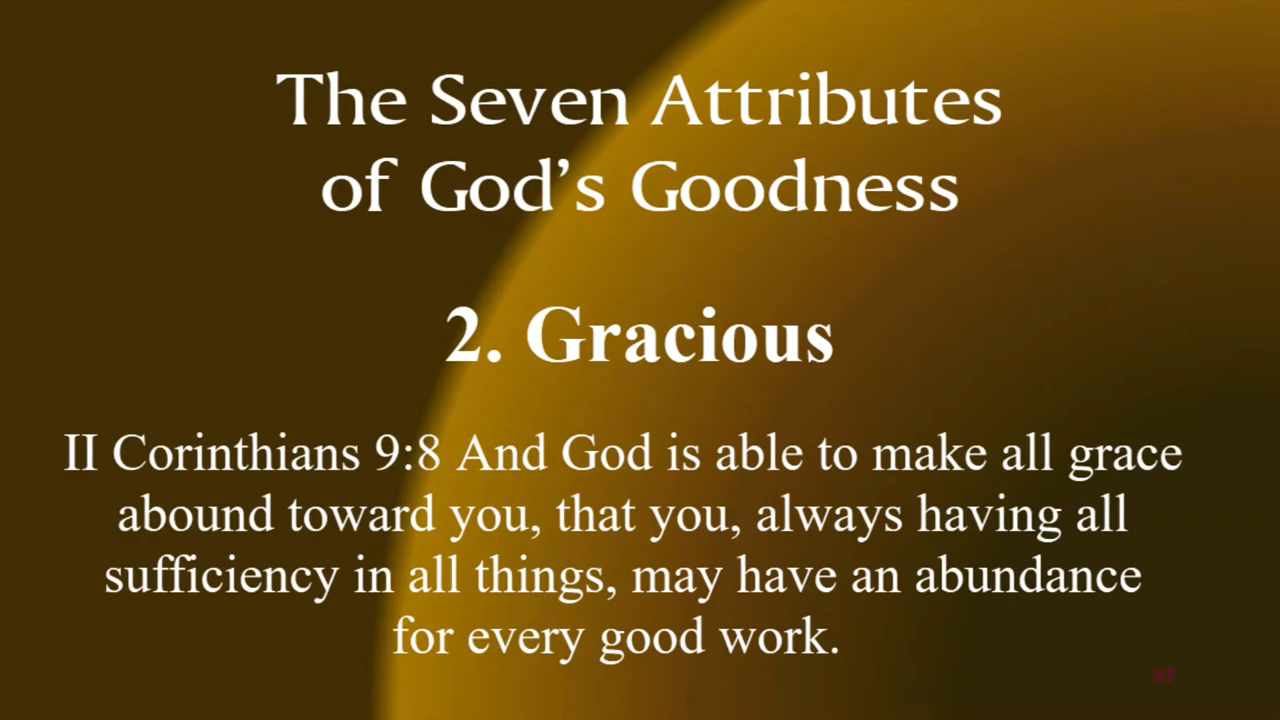 The Seven Attributes
of God's Goodness
2. Gracious
II Corinthians 9:8 And God is able to make all grace
abound toward you, that you, always having all
sufficiency in all things, may have an abundance
for every good work.